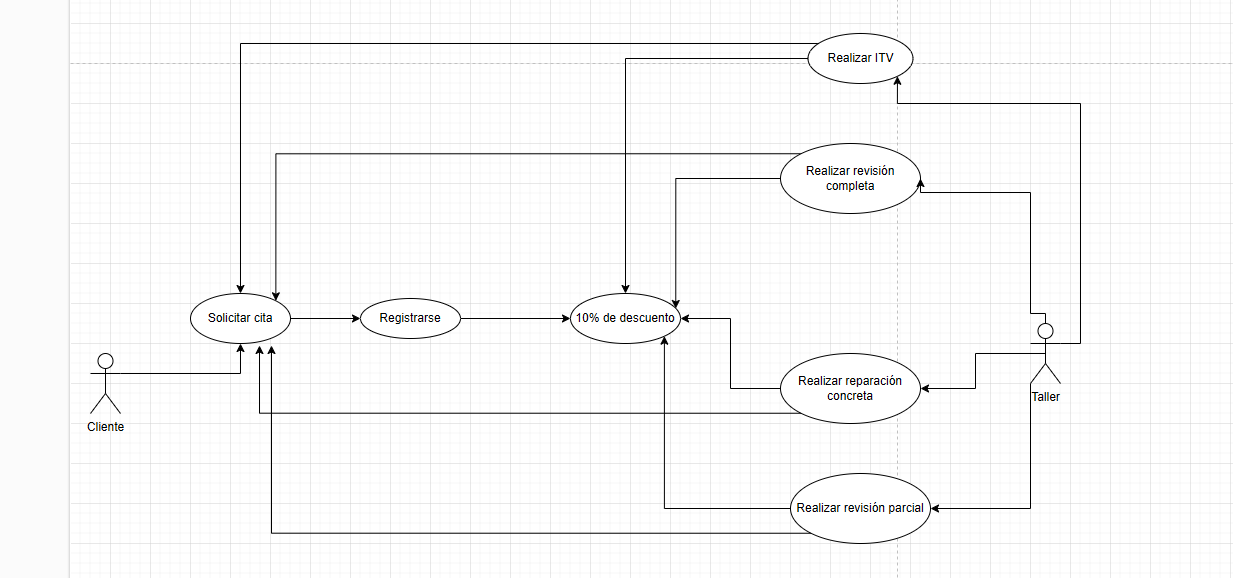 Realizar ITV
Realizar revisión
completa
Solicitar cita
Registrarse
10% de descuento
Realizar reparación
concreta
Taller
Cliente
Realizar revisión parcial